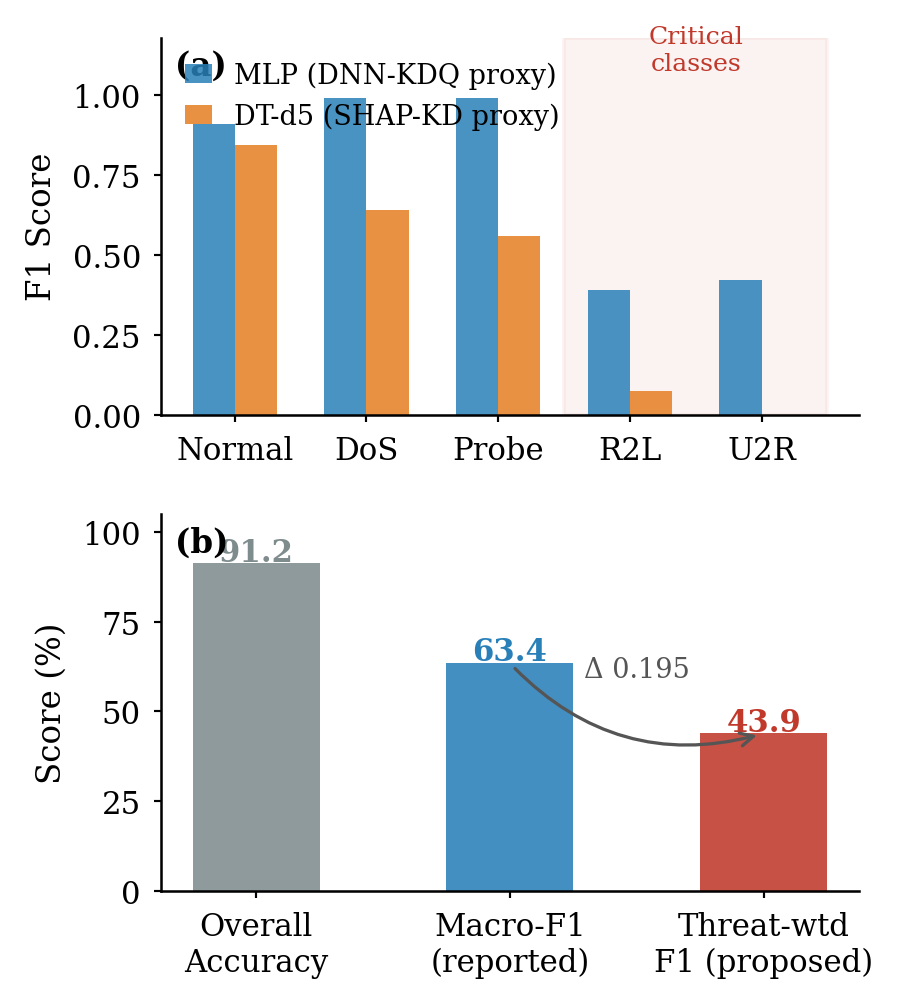 (a)
MLP (DNN-KDQ proxy)
DT-d5 (SHAP-KD proxy)
Critical
classes
F1 Score
1.00
0.75
0.50
0.25
0.00
Normal DoS Probe R2L U2R
(b)
91.2
63.4
Δ 0.195
43.9
Score (%)
100
75
50
25
0
Overall
Accuracy
Macro-F1
(reported)
Threat-wtd
F1 (proposed)